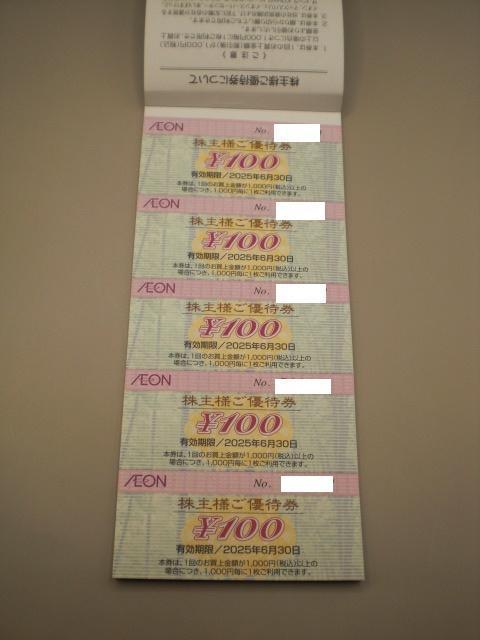 株主様ご優待券について
(ご注意)
AEON
No.
株主様ご優待券
¥100
有効期限/2025年6月30日
本券は、1回のお買上金額が1,000円(税込)以上の
場合につき、1,000円毎に1枚ご利用できます。
AEON
No.
株主様ご優待券
¥100
有効期限/2025年6月30日
本券は、1回のお買上金額が1,000円(税込)以上の
場合につき、1,000円毎に1枚ご利用できます。
AEON
No.
株主様ご優待券
¥100
有効期限/2025年6月30日
本券は、1回のお買上金額が1,000円(税込)以上の
場合につき、1,000円毎に1枚ご利用できます。
AEON
No.
株主様ご優待券
¥100
有効期限/2025年6月30日
本券は、1回のお買上金額が1,000円(税込)以上の
場合につき、1,000円毎に1枚ご利用できます。
AEON
No.
株主様ご優待券
¥100
有効期限/2025年6月30日
本券は、1回のお買上金額が1,000円(税込)以上の
場合につき、1,000円毎に1枚ご利用できます。